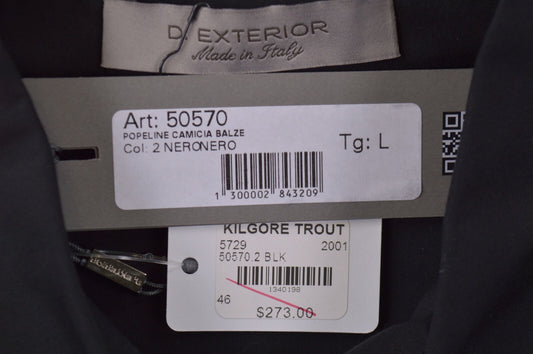 D. EXTERIOR
Made in Italy
Art: 50570
POPELINE CAMICIA BALZE
Col: 2 NERONERO
Tg: L
1 300002 843209
KILGORE TROUT
5729 2001
50570.2 BLK
1340198
46
$273.00